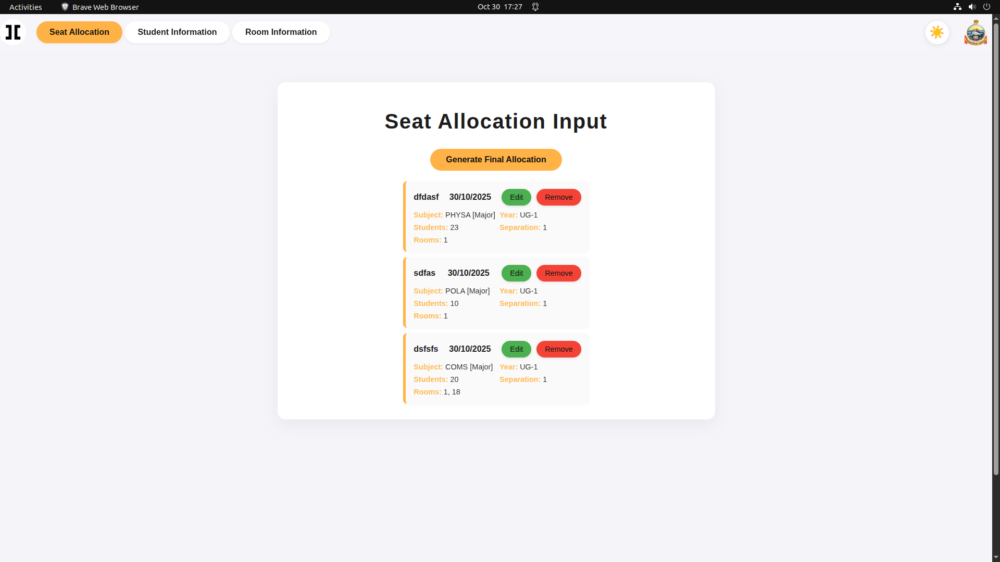 Activities Brave Web Browser Oct 30 17:27
Seat Allocation Student Information Room Information
Seat Allocation Input
Generate Final Allocation
dfdasf 30/10/2025 Edit Remove
Subject: PHYSA [Major] Year: UG-1
Students: 23 Separation: 1
Rooms: 1
sdfas 30/10/2025 Edit Remove
Subject: POLA [Major] Year: UG-1
Students: 10 Separation: 1
Rooms: 1
dsfsfs 30/10/2025 Edit Remove
Subject: COMS [Major] Year: UG-1
Students: 20 Separation: 1
Rooms: 1, 18